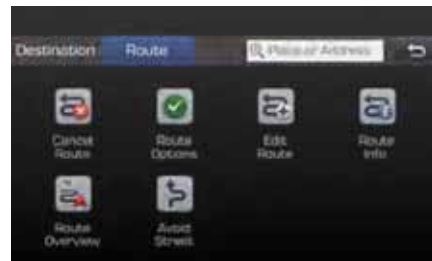 Destination Route Place or Address
Cancel Route
Route Options
Edit Route
Route Info
Route Overview
Avoid Street